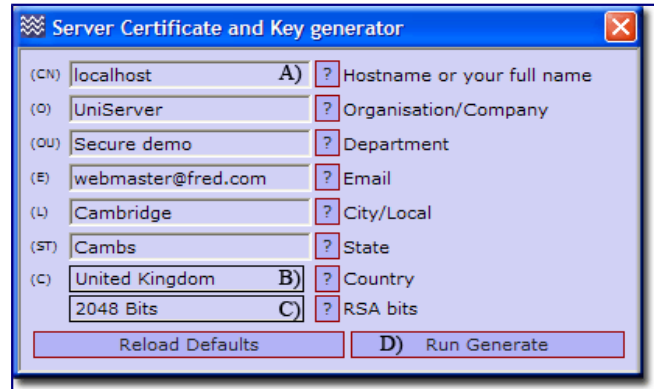 Server Certificate and Key generator
(CN) localhost A) ? Hostname or your full name
(O) UniServer ? Organisation/Company
(OU) Secure demo ? Department
(E) webmaster@fred.com ? Email
(L) Cambridge ? City/Local
(ST) Cambs ? State
(C) United Kingdom B) ? Country
2048 Bits C) ? RSA bits
Reload Defaults D) Run Generate